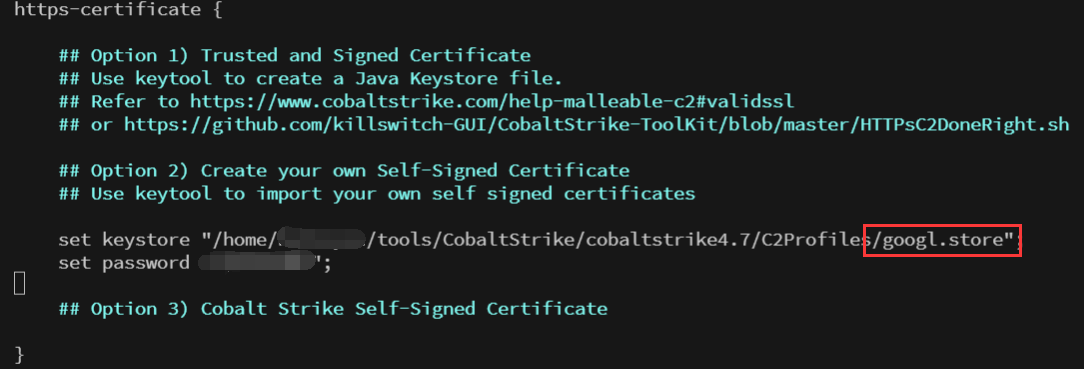 https-certificate {
## Option 1) Trusted and Signed Certificate
## Use keytool to create a Java Keystore file.
## Refer to https://www.cobaltstrike.com/help-malleable-c2#validssl
## or https://github.com/killswitch-GUI/CobaltStrike-ToolKit/blob/master/HTTPsC2DoneRight.sh
## Option 2) Create your own Self-Signed Certificate
## Use keytool to import your own self signed certificates
set keystore "/home/ /tools/CobaltStrike/cobaltstrike4.7/C2Profiles/googl.store";
set password ";
## Option 3) Cobalt Strike Self-Signed Certificate
}